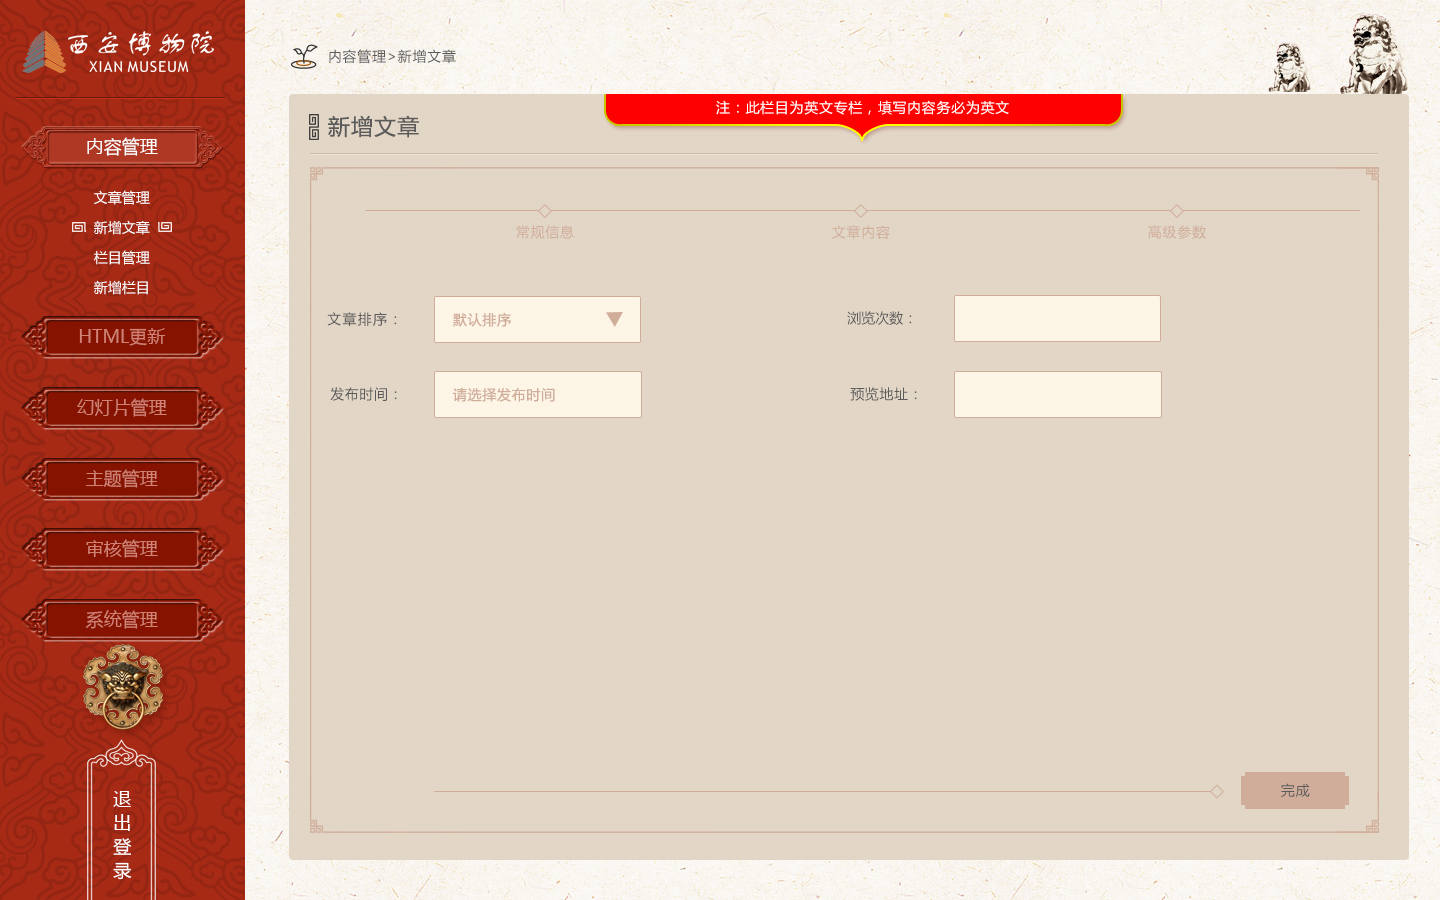 西安博物院
XIAN MUSEUM
内容管理
文章管理
新增文章
栏目管理
新增栏目
HTML更新
幻灯片管理
主题管理
审核管理
系统管理
退出登录
内容管理>新增文章
注：此栏目为英文专栏，填写内容务必为英文
新增文章
常规信息
文章内容
高级参数
文章排序：
默认排序
浏览次数：
发布时间：
请选择发布时间
预览地址：
完成